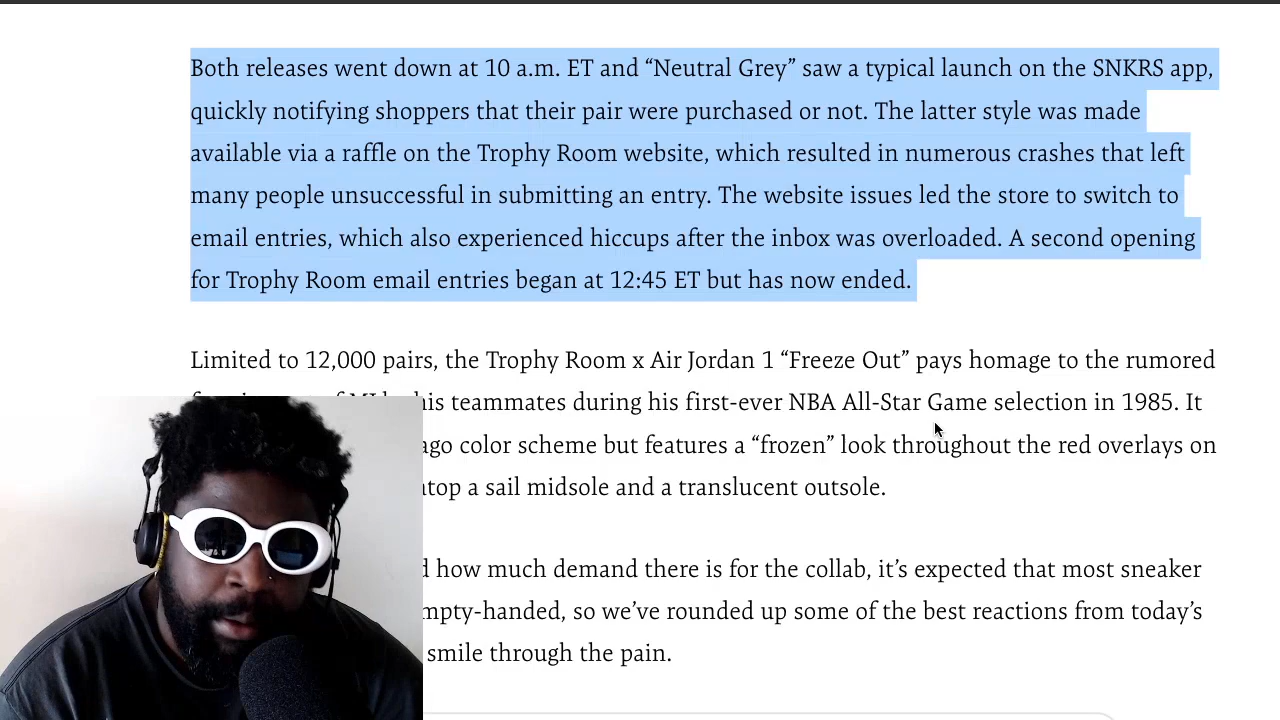 Both releases went down at 10 a.m. ET and “Neutral Grey” saw a typical launch on the SNKRS app,
quickly notifying shoppers that their pair were purchased or not. The latter style was made
available via a raffle on the Trophy Room website, which resulted in numerous crashes that left
many people unsuccessful in submitting an entry. The website issues led the store to switch to
email entries, which also experienced hiccups after the inbox was overloaded. A second opening
for Trophy Room email entries began at 12:45 ET but has now ended.
Limited to 12,000 pairs, the Trophy Room x Air Jordan 1 “Freeze Out” pays homage to the rumored
his teammates during his first-ever NBA All-Star Game selection in 1985. It
color scheme but features a “frozen” look throughout the red overlays on
a sail midsole and a translucent outsole.
how much demand there is for the collab, it’s expected that most sneaker
so we’ve rounded up some of the best reactions from today’s
smile through the pain.